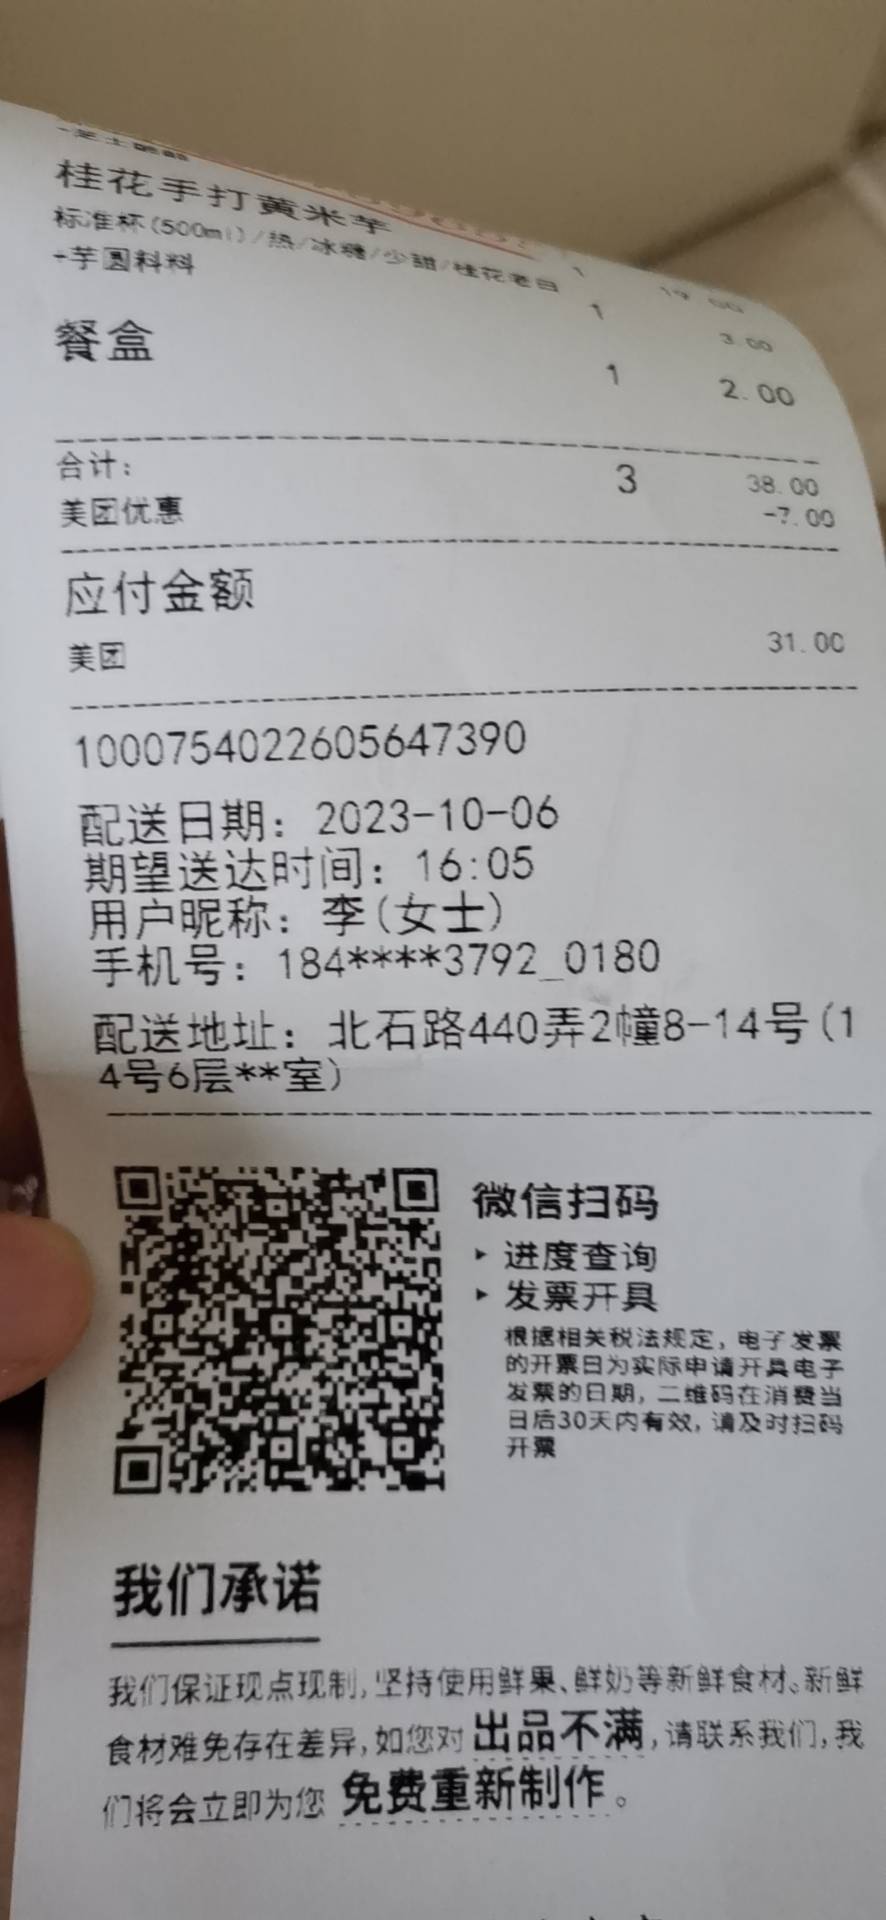 桂花手打黄米芋
标准杯(500ml)/热/冰糖/少甜/桂花老白 1 19.00
+芋圆料料 1 3.00
餐盒 1 2.00
合计: 3 38.00
美团优惠 -7.00
应付金额
美团 31.00
1000754022605647390
配送日期: 2023-10-06
期望送达时间: 16:05
用户昵称: 李(女士)
手机号: 184****3792_0180
配送地址: 北石路440弄2幢8-14号(1
4号6层**室)
微信扫码
▸ 进度查询
▸ 发票开具
根据相关税法规定, 电子发票
的开票日为实际申请开具电子
发票的日期, 二维码在消费当
日后30天内有效, 请及时扫码
开票
我们承诺
我们保证现点现制,坚持使用鲜果、鲜奶等新鲜食材。新鲜
食材难免存在差异,如您对 出品不满,请联系我们,我
们将会立即为您 免费重新制作。